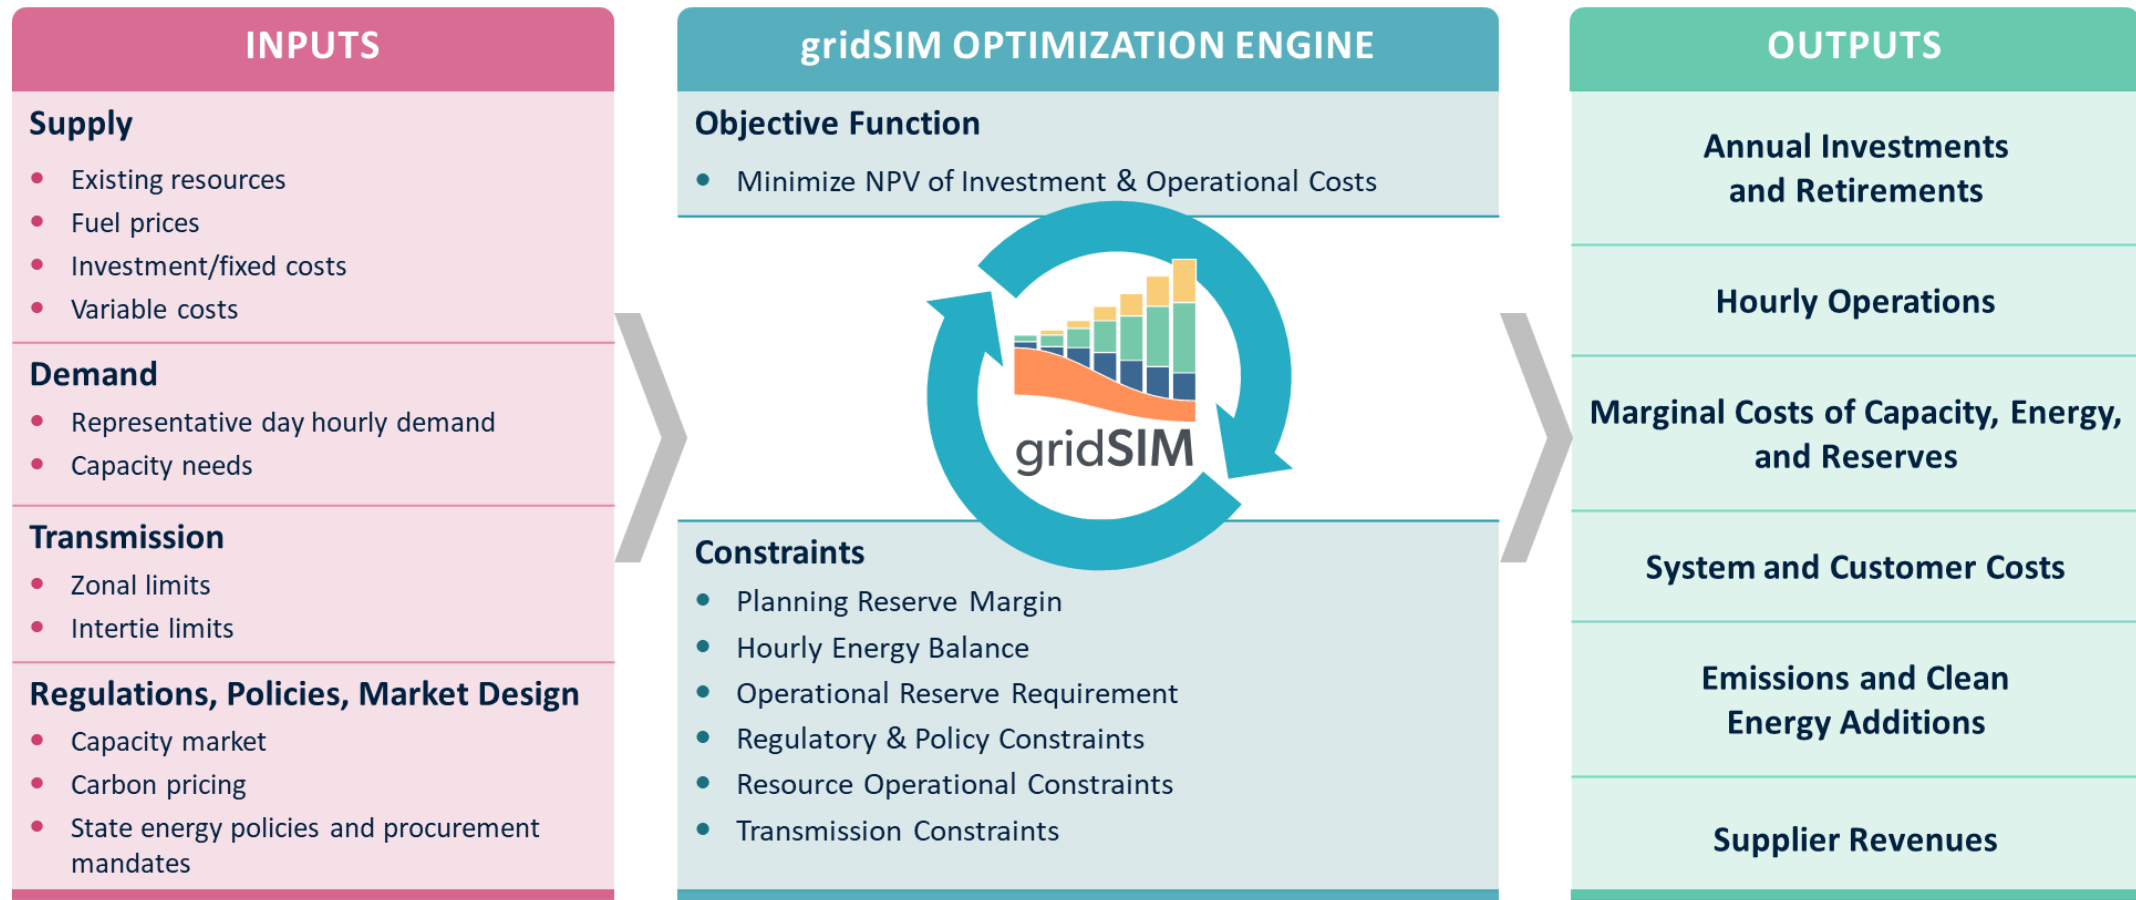 INPUTS
Supply
Existing resources
Fuel prices
Investment/fixed costs
Variable costs
Demand
Representative day hourly demand
Capacity needs
Transmission
Zonal limits
Intertie limits
Regulations, Policies, Market Design
Capacity market
Carbon pricing
State energy policies and procurement
mandates
gridSIM OPTIMIZATION ENGINE
Objective Function
Minimize NPV of Investment & Operational Costs
gridSIM
Constraints
Planning Reserve Margin
Hourly Energy Balance
Operational Reserve Requirement
Regulatory & Policy Constraints
Resource Operational Constraints
Transmission Constraints
OUTPUTS
Annual Investments
and Retirements
Hourly Operations
Marginal Costs of Capacity, Energy,
and Reserves
System and Customer Costs
Emissions and Clean
Energy Additions
Supplier Revenues